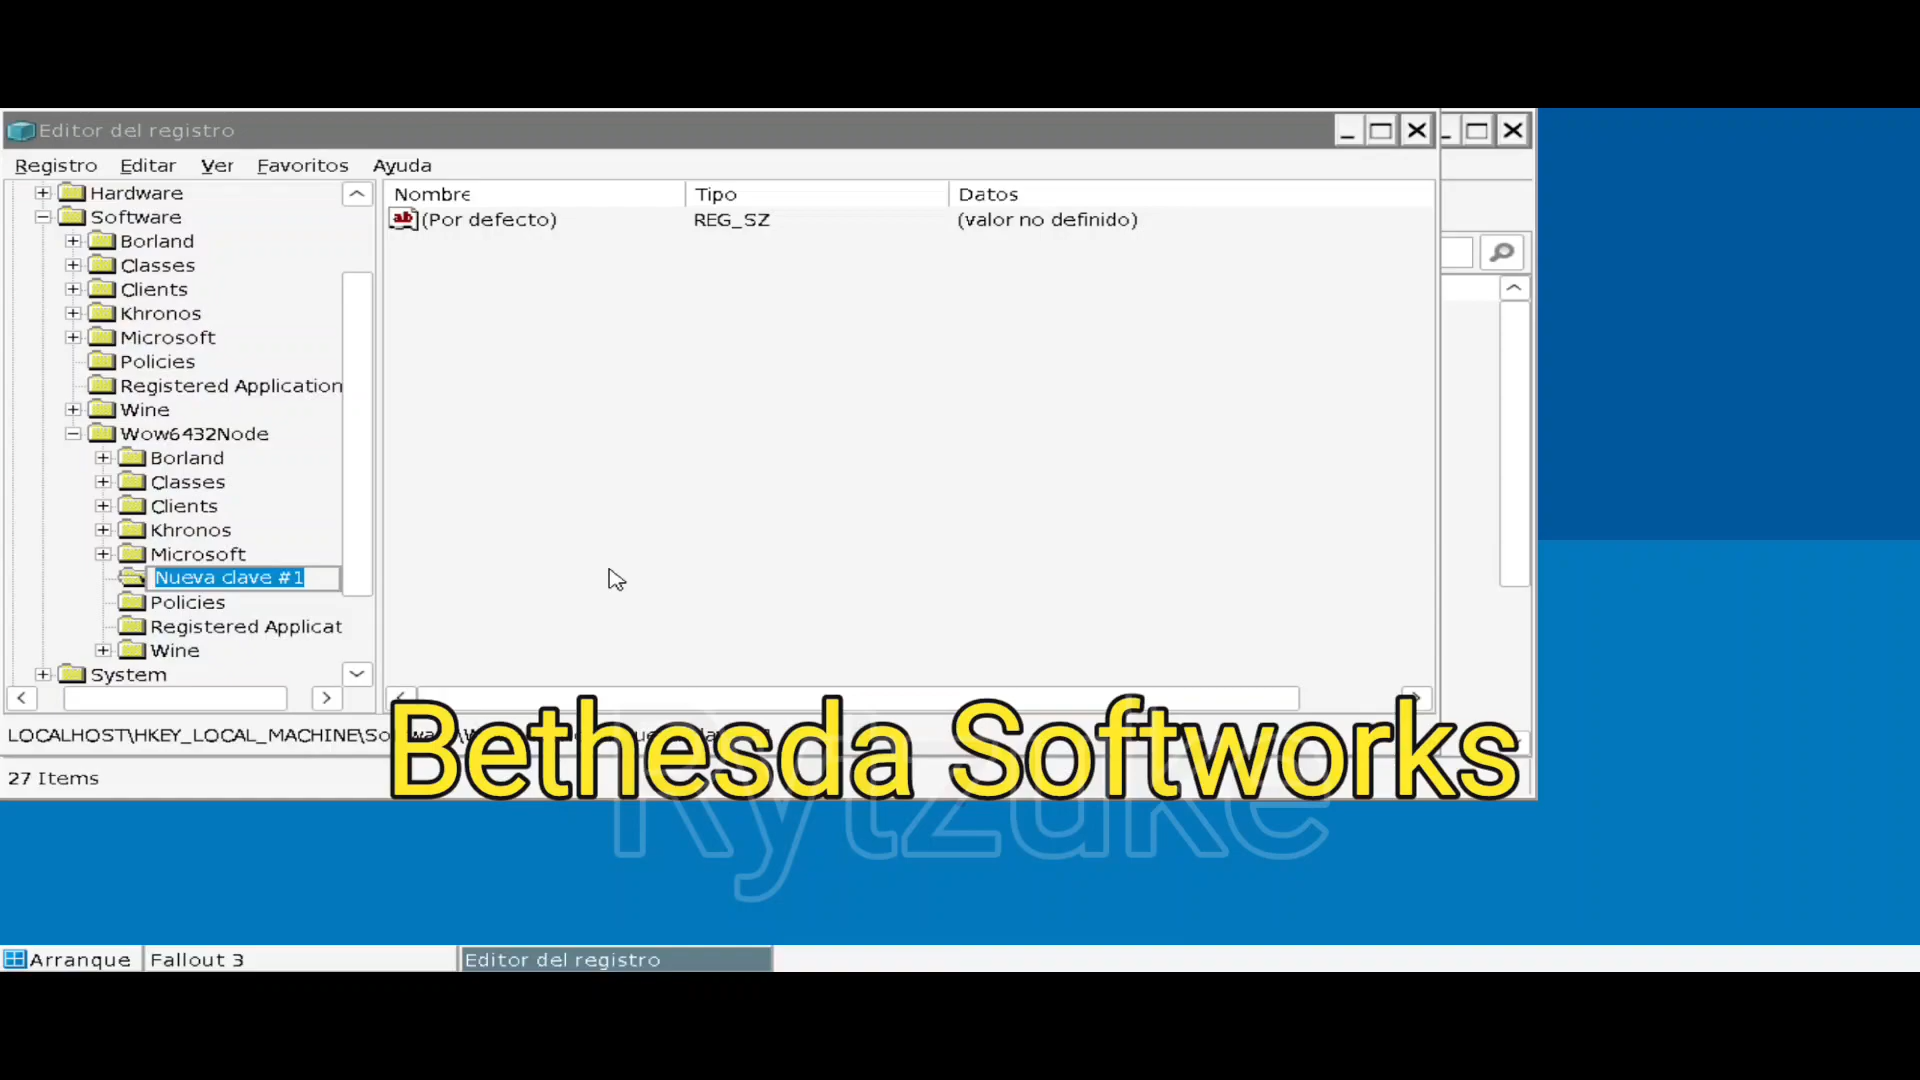 Editor del registro
Registro Editar Ver Favoritos Ayuda
Hardware
Software
Borland
Classes
Clients
Khronos
Microsoft
Policies
Registered Application
Wine
Wow6432Node
Borland
Classes
Clients
Khronos
Microsoft
Nueva clave #1
Policies
Registered Applicat
Wine
System
Nombre Tipo Datos
ab (Por defecto) REG_SZ (valor no definido)
LOCALHOST\HKEY_LOCAL_MACHINE\So
Bethesda Softworks
27 Items
Rytzuke
Arranque Fallout 3 Editor del registro